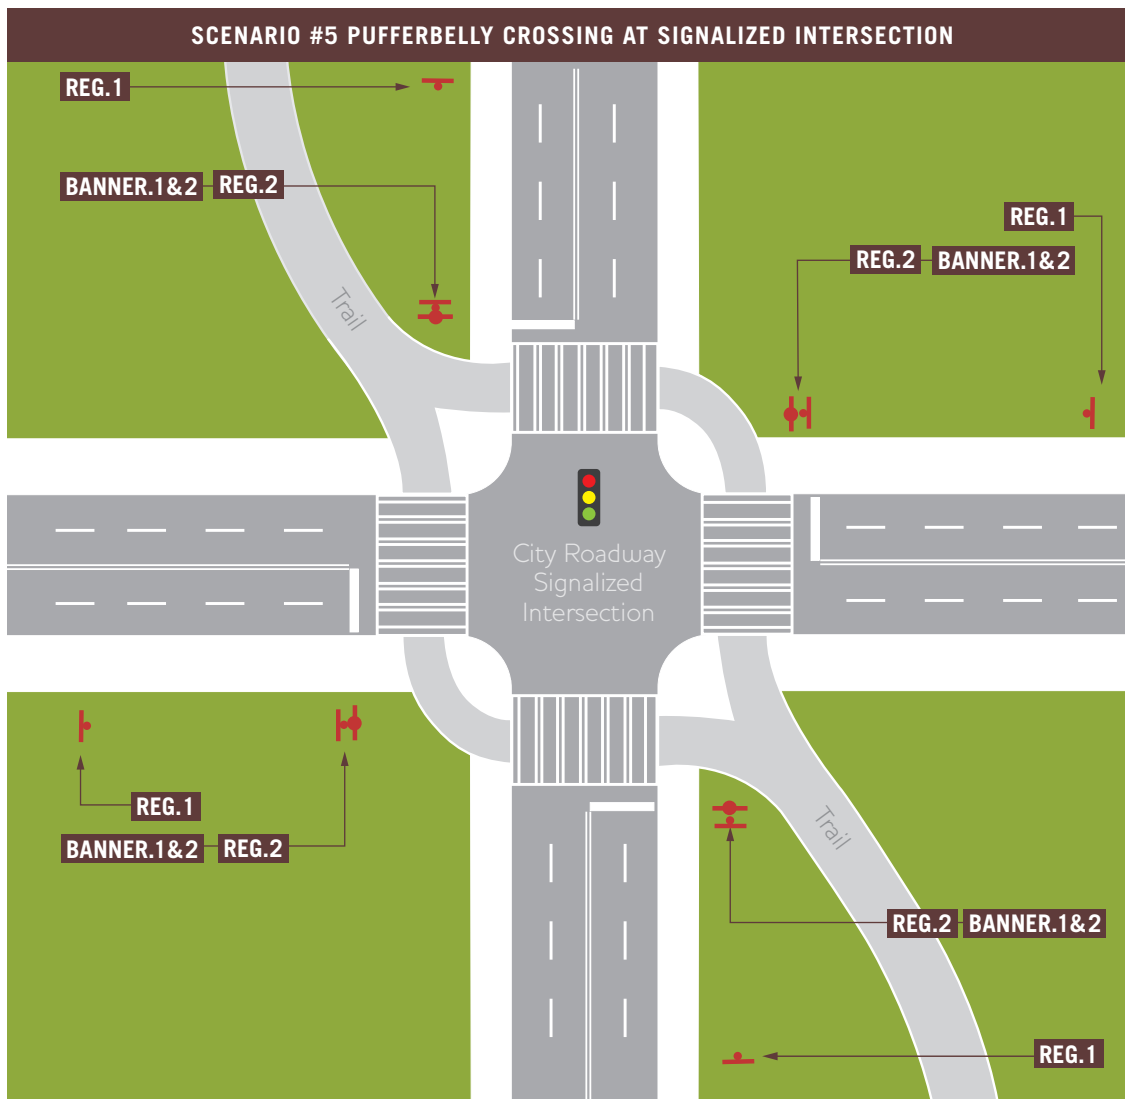 SCENARIO #5 PUFFERBELLY CROSSING AT SIGNALIZED INTERSECTION
REG.1
BANNER.1&2 REG.2
REG.1
REG.2 BANNER.1&2
Trail
City Roadway
Signalized
Intersection
REG.1
BANNER.1&2 REG.2
Trail
REG.2 BANNER.1&2
REG.1